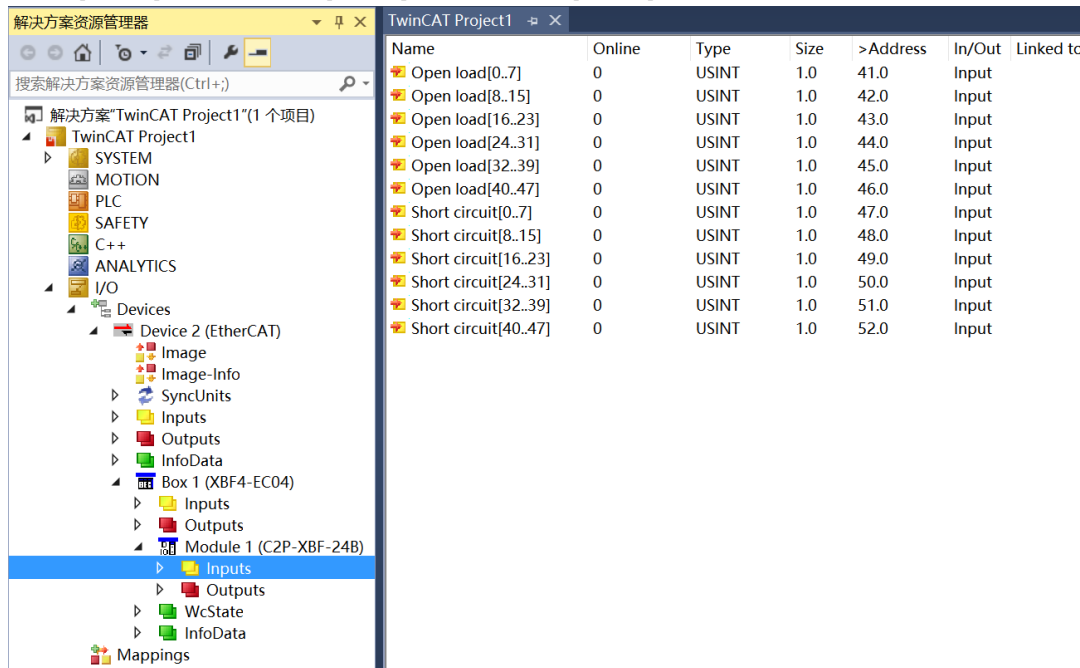 解决方案资源管理器
搜索解决方案资源管理器(Ctrl+;)
解决方案"TwinCAT Project1"(1 个项目)
TwinCAT Project1
SYSTEM
MOTION
PLC
SAFETY
C++
ANALYTICS
I/O
Devices
Device 2 (EtherCAT)
Image
Image-Info
SyncUnits
Inputs
Outputs
InfoData
Box 1 (XBF4-EC04)
Inputs
Outputs
Module 1 (C2P-XBF-24B)
Inputs
Outputs
WcState
InfoData
Mappings
TwinCAT Project1
Name Online Type Size >Address In/Out Linked to
Open load[0..7] 0 USINT 1.0 41.0 Input
Open load[8..15] 0 USINT 1.0 42.0 Input
Open load[16..23] 0 USINT 1.0 43.0 Input
Open load[24..31] 0 USINT 1.0 44.0 Input
Open load[32..39] 0 USINT 1.0 45.0 Input
Open load[40..47] 0 USINT 1.0 46.0 Input
Short circuit[0..7] 0 USINT 1.0 47.0 Input
Short circuit[8..15] 0 USINT 1.0 48.0 Input
Short circuit[16..23] 0 USINT 1.0 49.0 Input
Short circuit[24..31] 0 USINT 1.0 50.0 Input
Short circuit[32..39] 0 USINT 1.0 51.0 Input
Short circuit[40..47] 0 USINT 1.0 52.0 Input